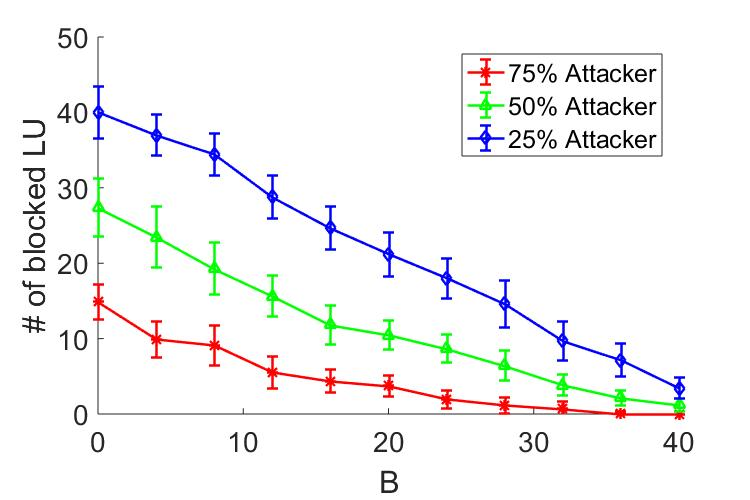 50
40
30
20
10
0
# of blocked LU
75% Attacker
50% Attacker
25% Attacker
0 10 20 30 40
B